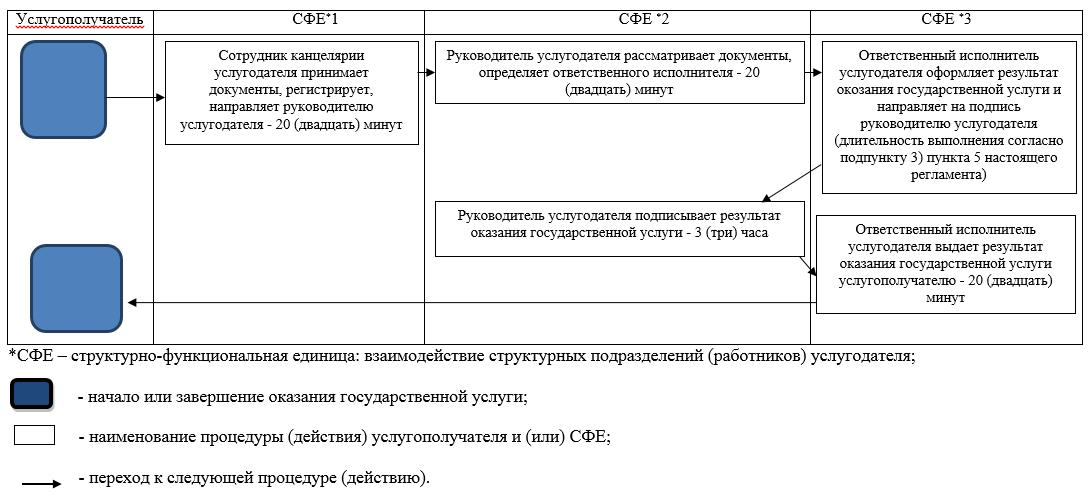 Услугополучатель
СФЕ*1
СФЕ *2
СФЕ *3
Сотрудник канцелярии
услугодателя принимает
документы, регистрирует,
направляет руководителю
услугодателя - 20 (двадцать) минут
Руководитель услугодателя рассматривает документы,
определяет ответственного исполнителя - 20
(двадцать) минут
Ответственный исполнитель
услугодателя оформляет результат
окозания государственной услуги и
направляет на подпись
руководителю услугодателя
(длительность выполнения согласно
подпункту 3) пункта 5 настоящего
регламента)
Руководитель услугодателя подписывает результат
оказания государственной услуги - 3 (три) часа
Ответственный исполнитель
услугодателя выдает результат
оказания государственной услуги
услугополучателю - 20 (двадцать)
минут
*СФЕ – структурно-функциональная единица: взаимодействие структурных подразделений (работников) услугодателя;
- начало или завершение оказания государственной услуги;
- наименование процедуры (действия) услугополучателя и (или) СФЕ;
- переход к следующей процедуре (действию).